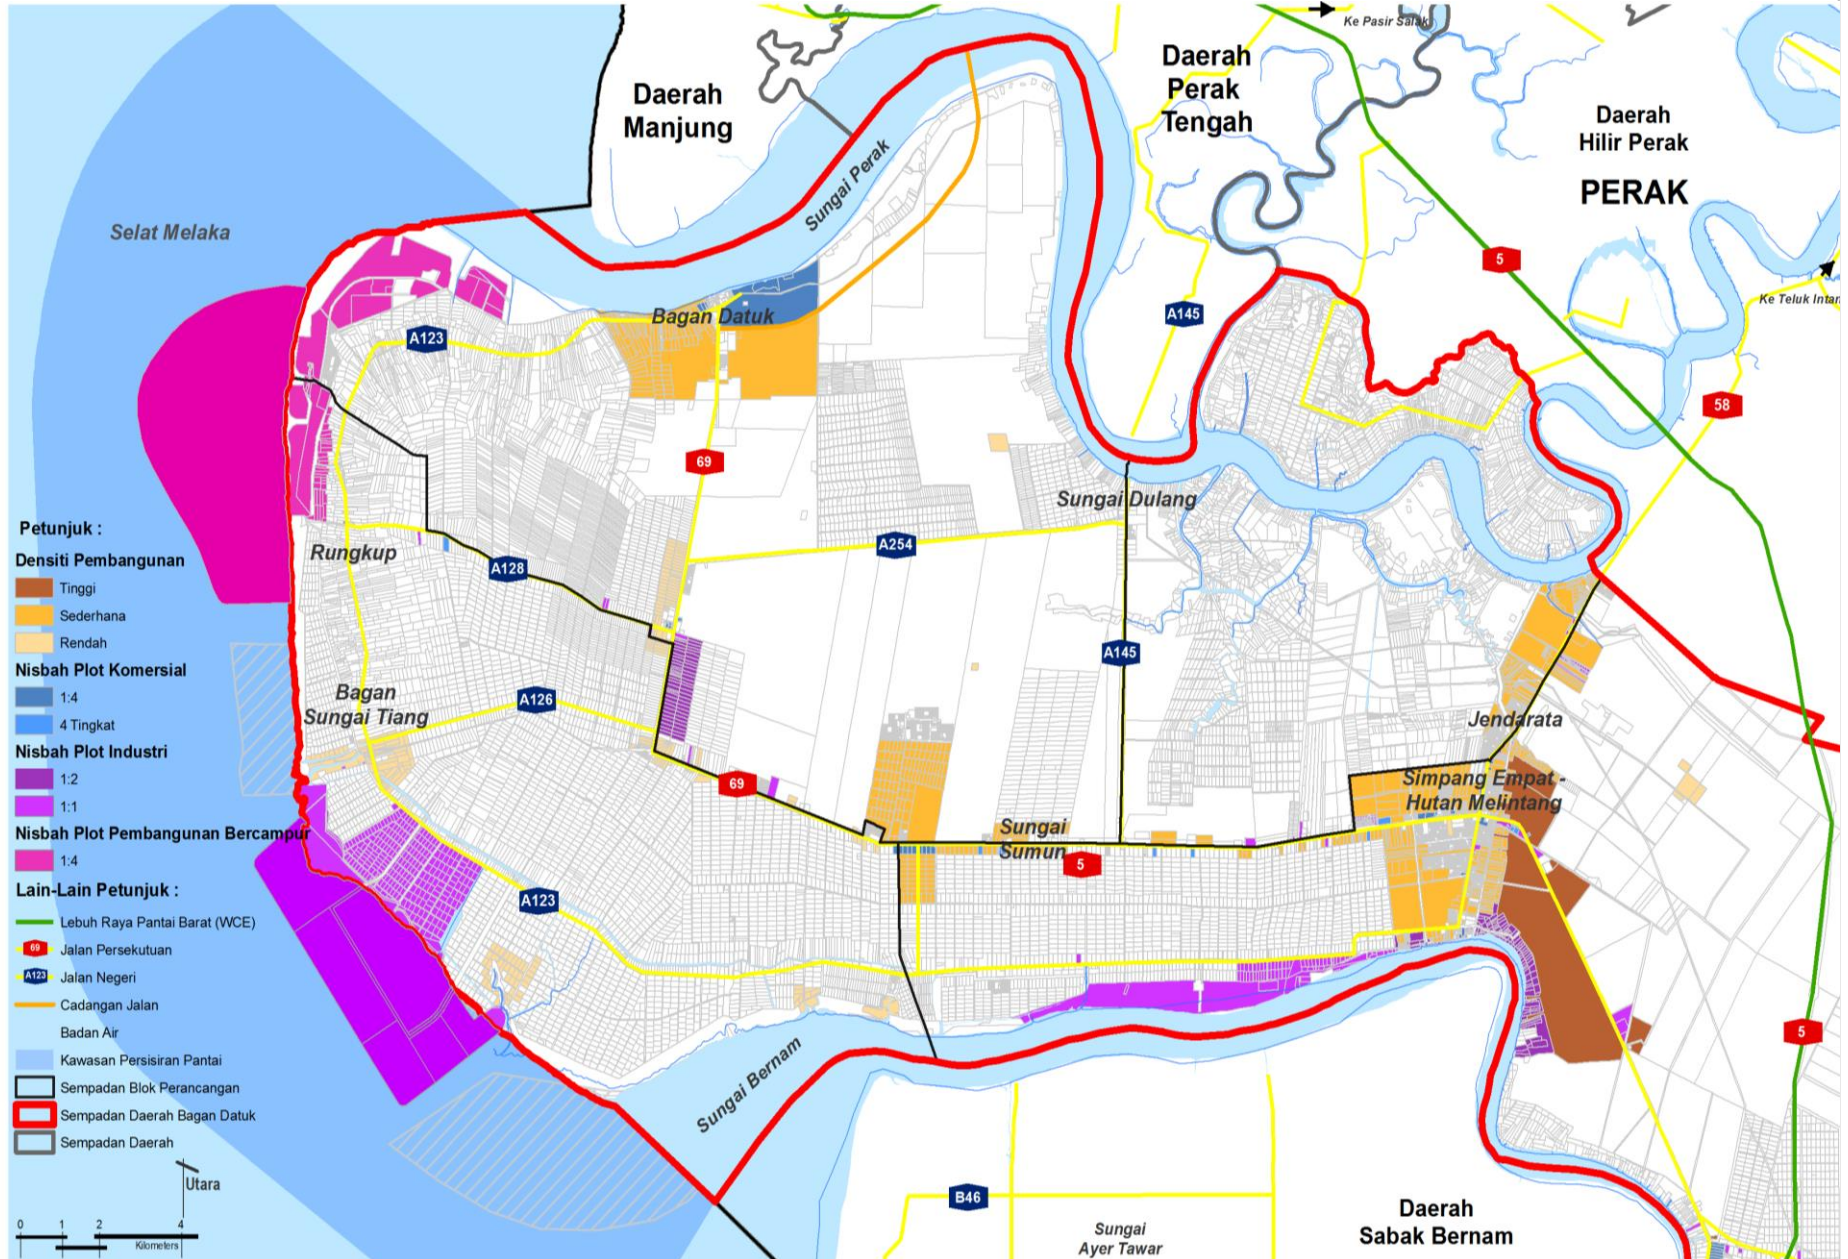 Ke Pasir Salak
Daerah
Manjung
Daerah
Perak
Tengah
Daerah
Hilir Perak
PERAK
Sungai Perak
Selat Melaka
5
Ke Teluk Intan
A145
Bagan Datuk
A123
58
69
Sungai Dulang
Rungkup
A254
A128
A145
Bagan
Sungai Tiang
A126
Jendarata
69
Simpang Empat -
Hutan Melintang
Sungai
Sumun
5
A123
5
Sungai Bernam
B46
Sungai
Ayer Tawar
Daerah
Sabak Bernam
Petunjuk :
Densiti Pembangunan
Tinggi
Sederhana
Rendah
Nisbah Plot Komersial
1:4
4 Tingkat
Nisbah Plot Industri
1:2
1:1
Nisbah Plot Pembangunan Bercampur
1:4
Lain-Lain Petunjuk :
Lebuh Raya Pantai Barat (WCE)
69 Jalan Persekutuan
A123 Jalan Negeri
Cadangan Jalan
Badan Air
Kawasan Persisiran Pantai
Sempadan Blok Perancangan
Sempadan Daerah Bagan Datuk
Sempadan Daerah
Utara
0 1 2 4
Kilometers